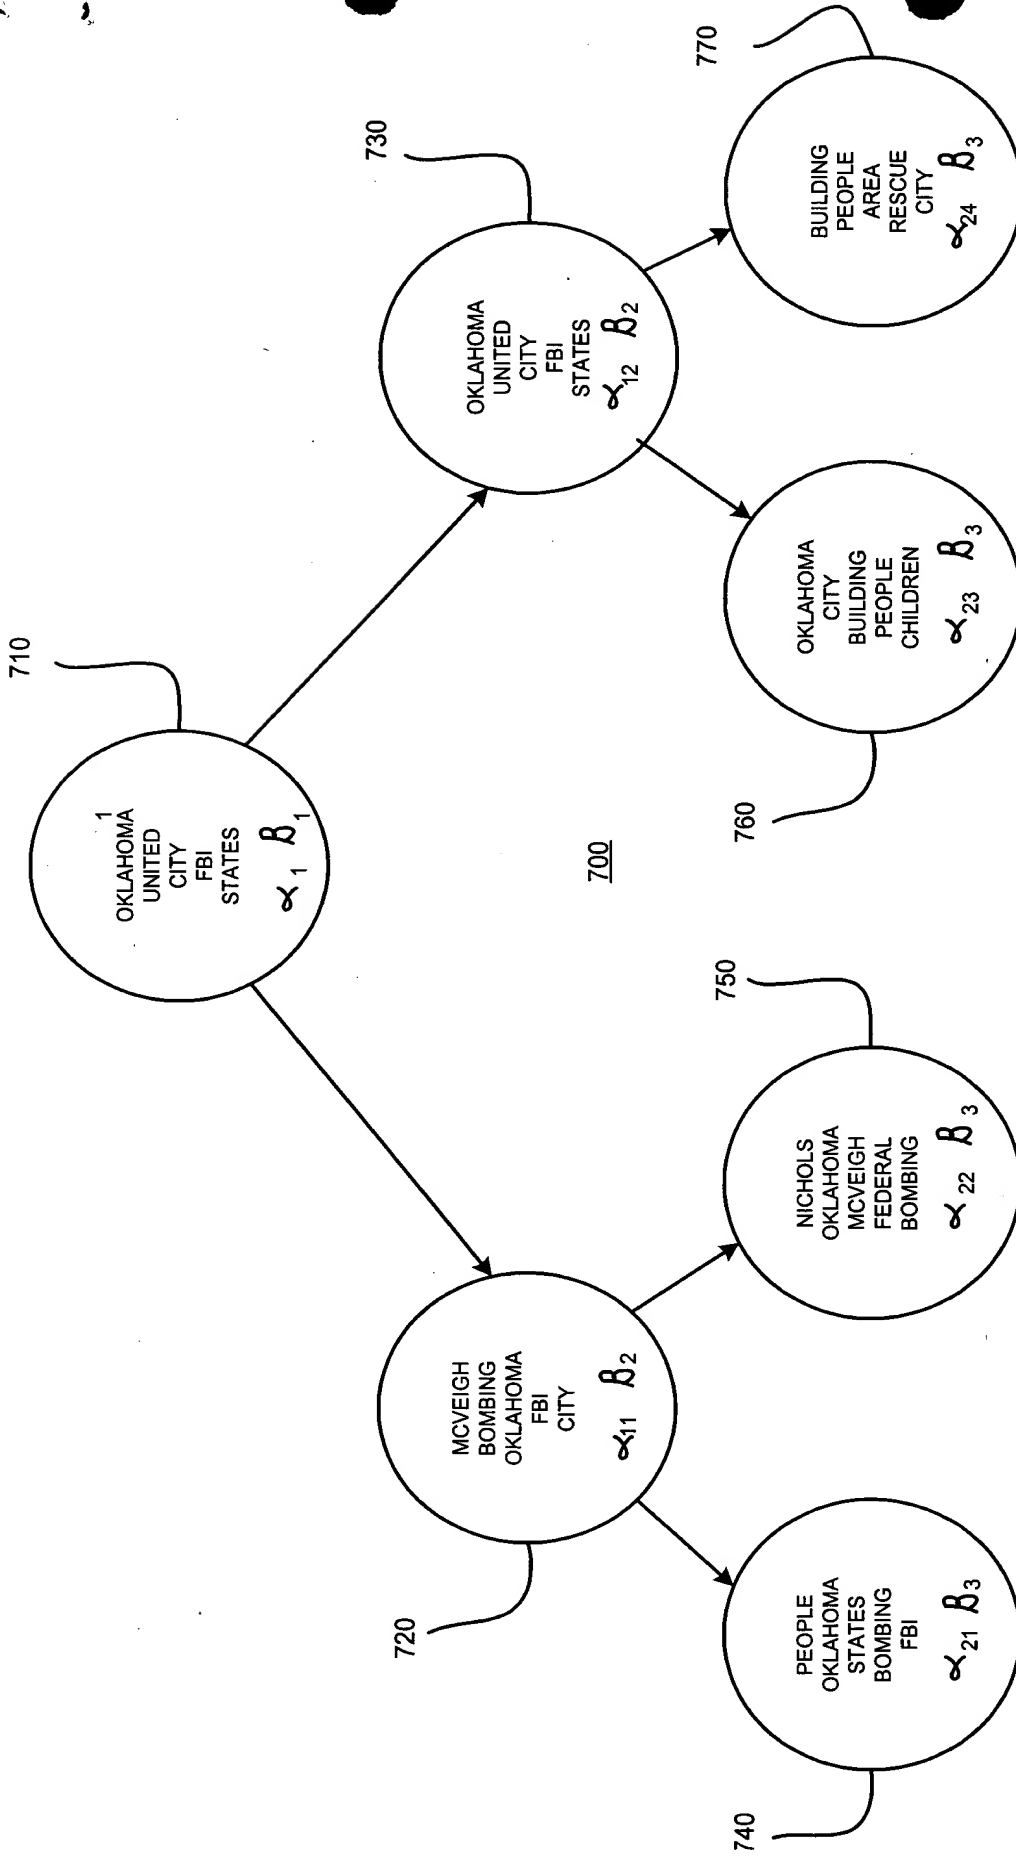 710
1
OKLAHOMA
UNITED
CITY
FBI
STATES
α1 β1
720
MCVEIGH
BOMBING
OKLAHOMA
FBI
CITY
α11 β2
730
OKLAHOMA
UNITED
CITY
FBI
STATES
α12 β2
700
740
PEOPLE
OKLAHOMA
STATES
BOMBING
FBI
α21 β3
750
NICHOLS
OKLAHOMA
MCVEIGH
FEDERAL
BOMBING
α22 β3
760
OKLAHOMA
CITY
BUILDING
PEOPLE
CHILDREN
α23 β3
770
BUILDING
PEOPLE
AREA
RESCUE
CITY
α24 β3